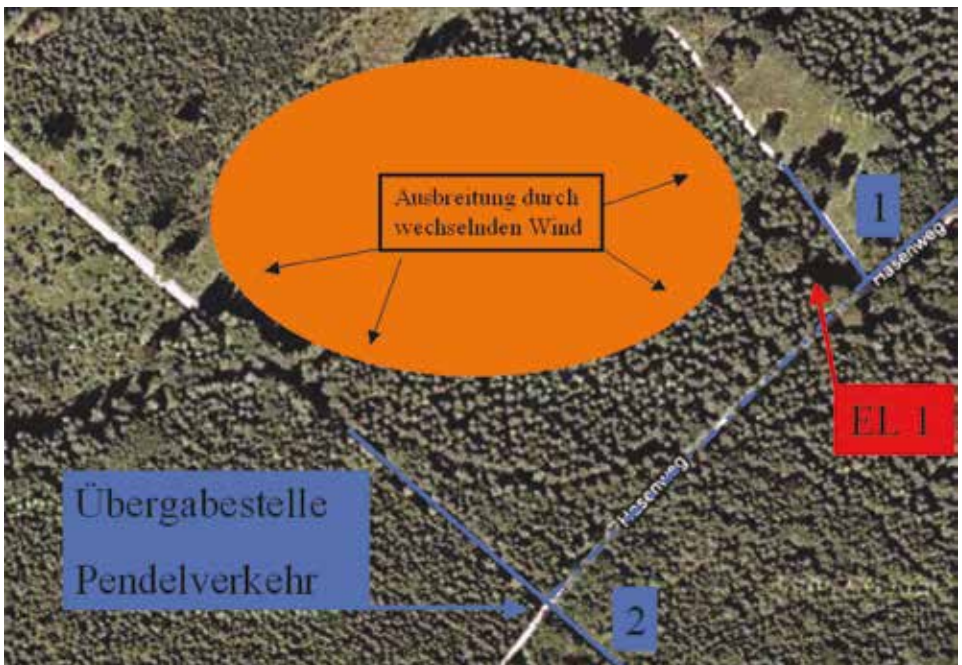 Ausbreitung durch
wechselnden Wind
1
Hasenweg
EL 1
Hasenweg
Übergabestelle
Pendelverkehr
2